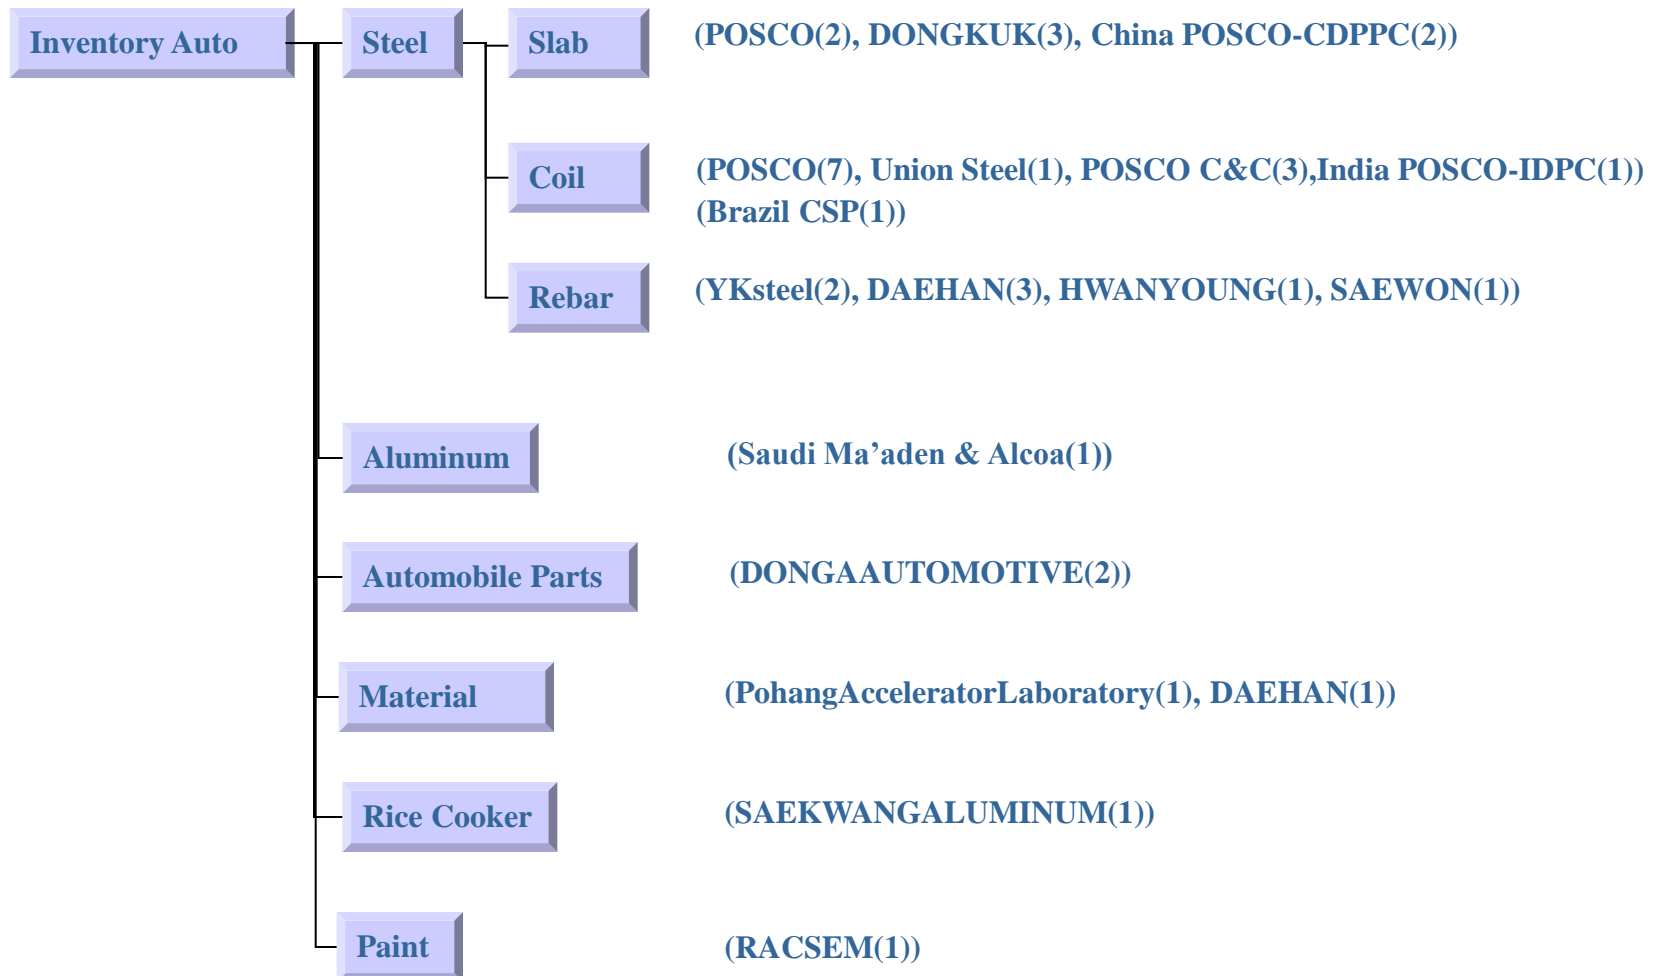 Inventory Auto
Steel
Slab
(POSCO(2), DONGKUK(3), China POSCO-CDPPC(2))
Coil
(POSCO(7), Union Steel(1), POSCO C&C(3),India POSCO-IDPC(1))
(Brazil CSP(1))
Rebar
(YKsteel(2), DAEHAN(3), HWANYOUNG(1), SAEWON(1))
Aluminum
(Saudi Ma’aden & Alcoa(1))
Automobile Parts
(DONGAAUTOMOTIVE(2))
Material
(PohangAcceleratorLaboratory(1), DAEHAN(1))
Rice Cooker
(SAEKWANGALUMINUM(1))
Paint
(RACSEM(1))